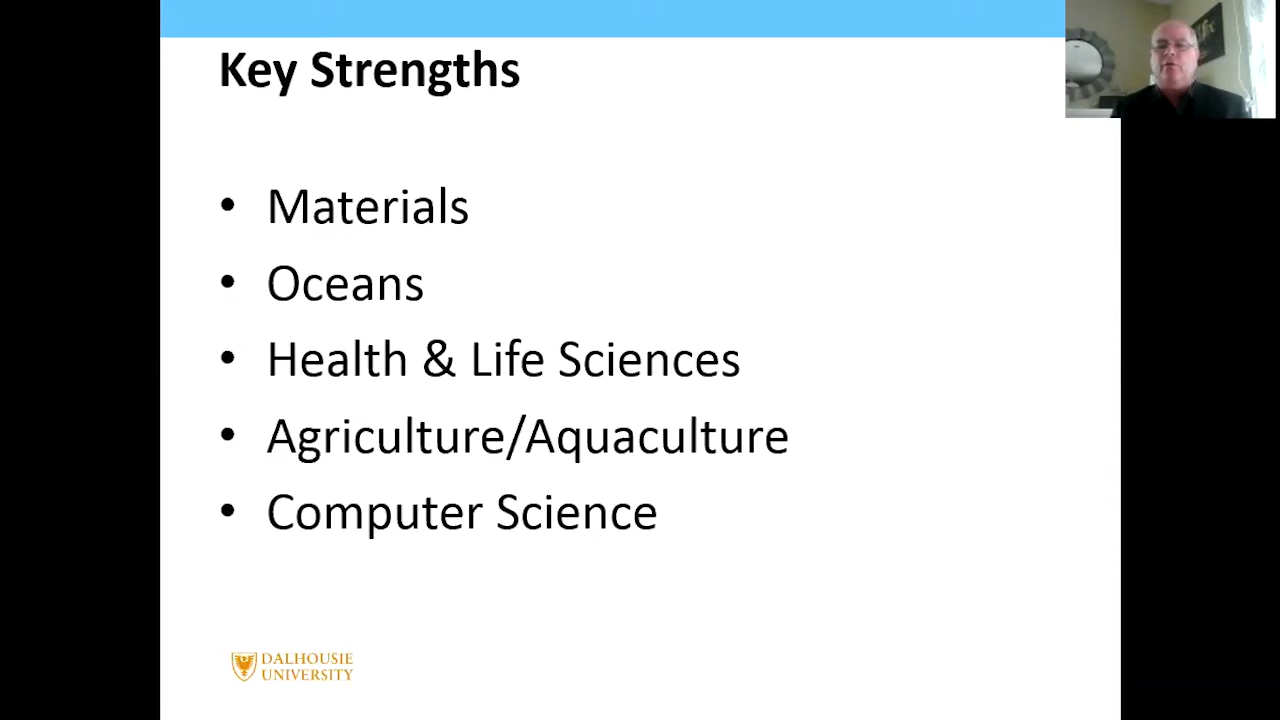 Key Strengths
• Materials
• Oceans
• Health & Life Sciences
• Agriculture/Aquaculture
• Computer Science
DALHOUSIE
UNIVERSITY